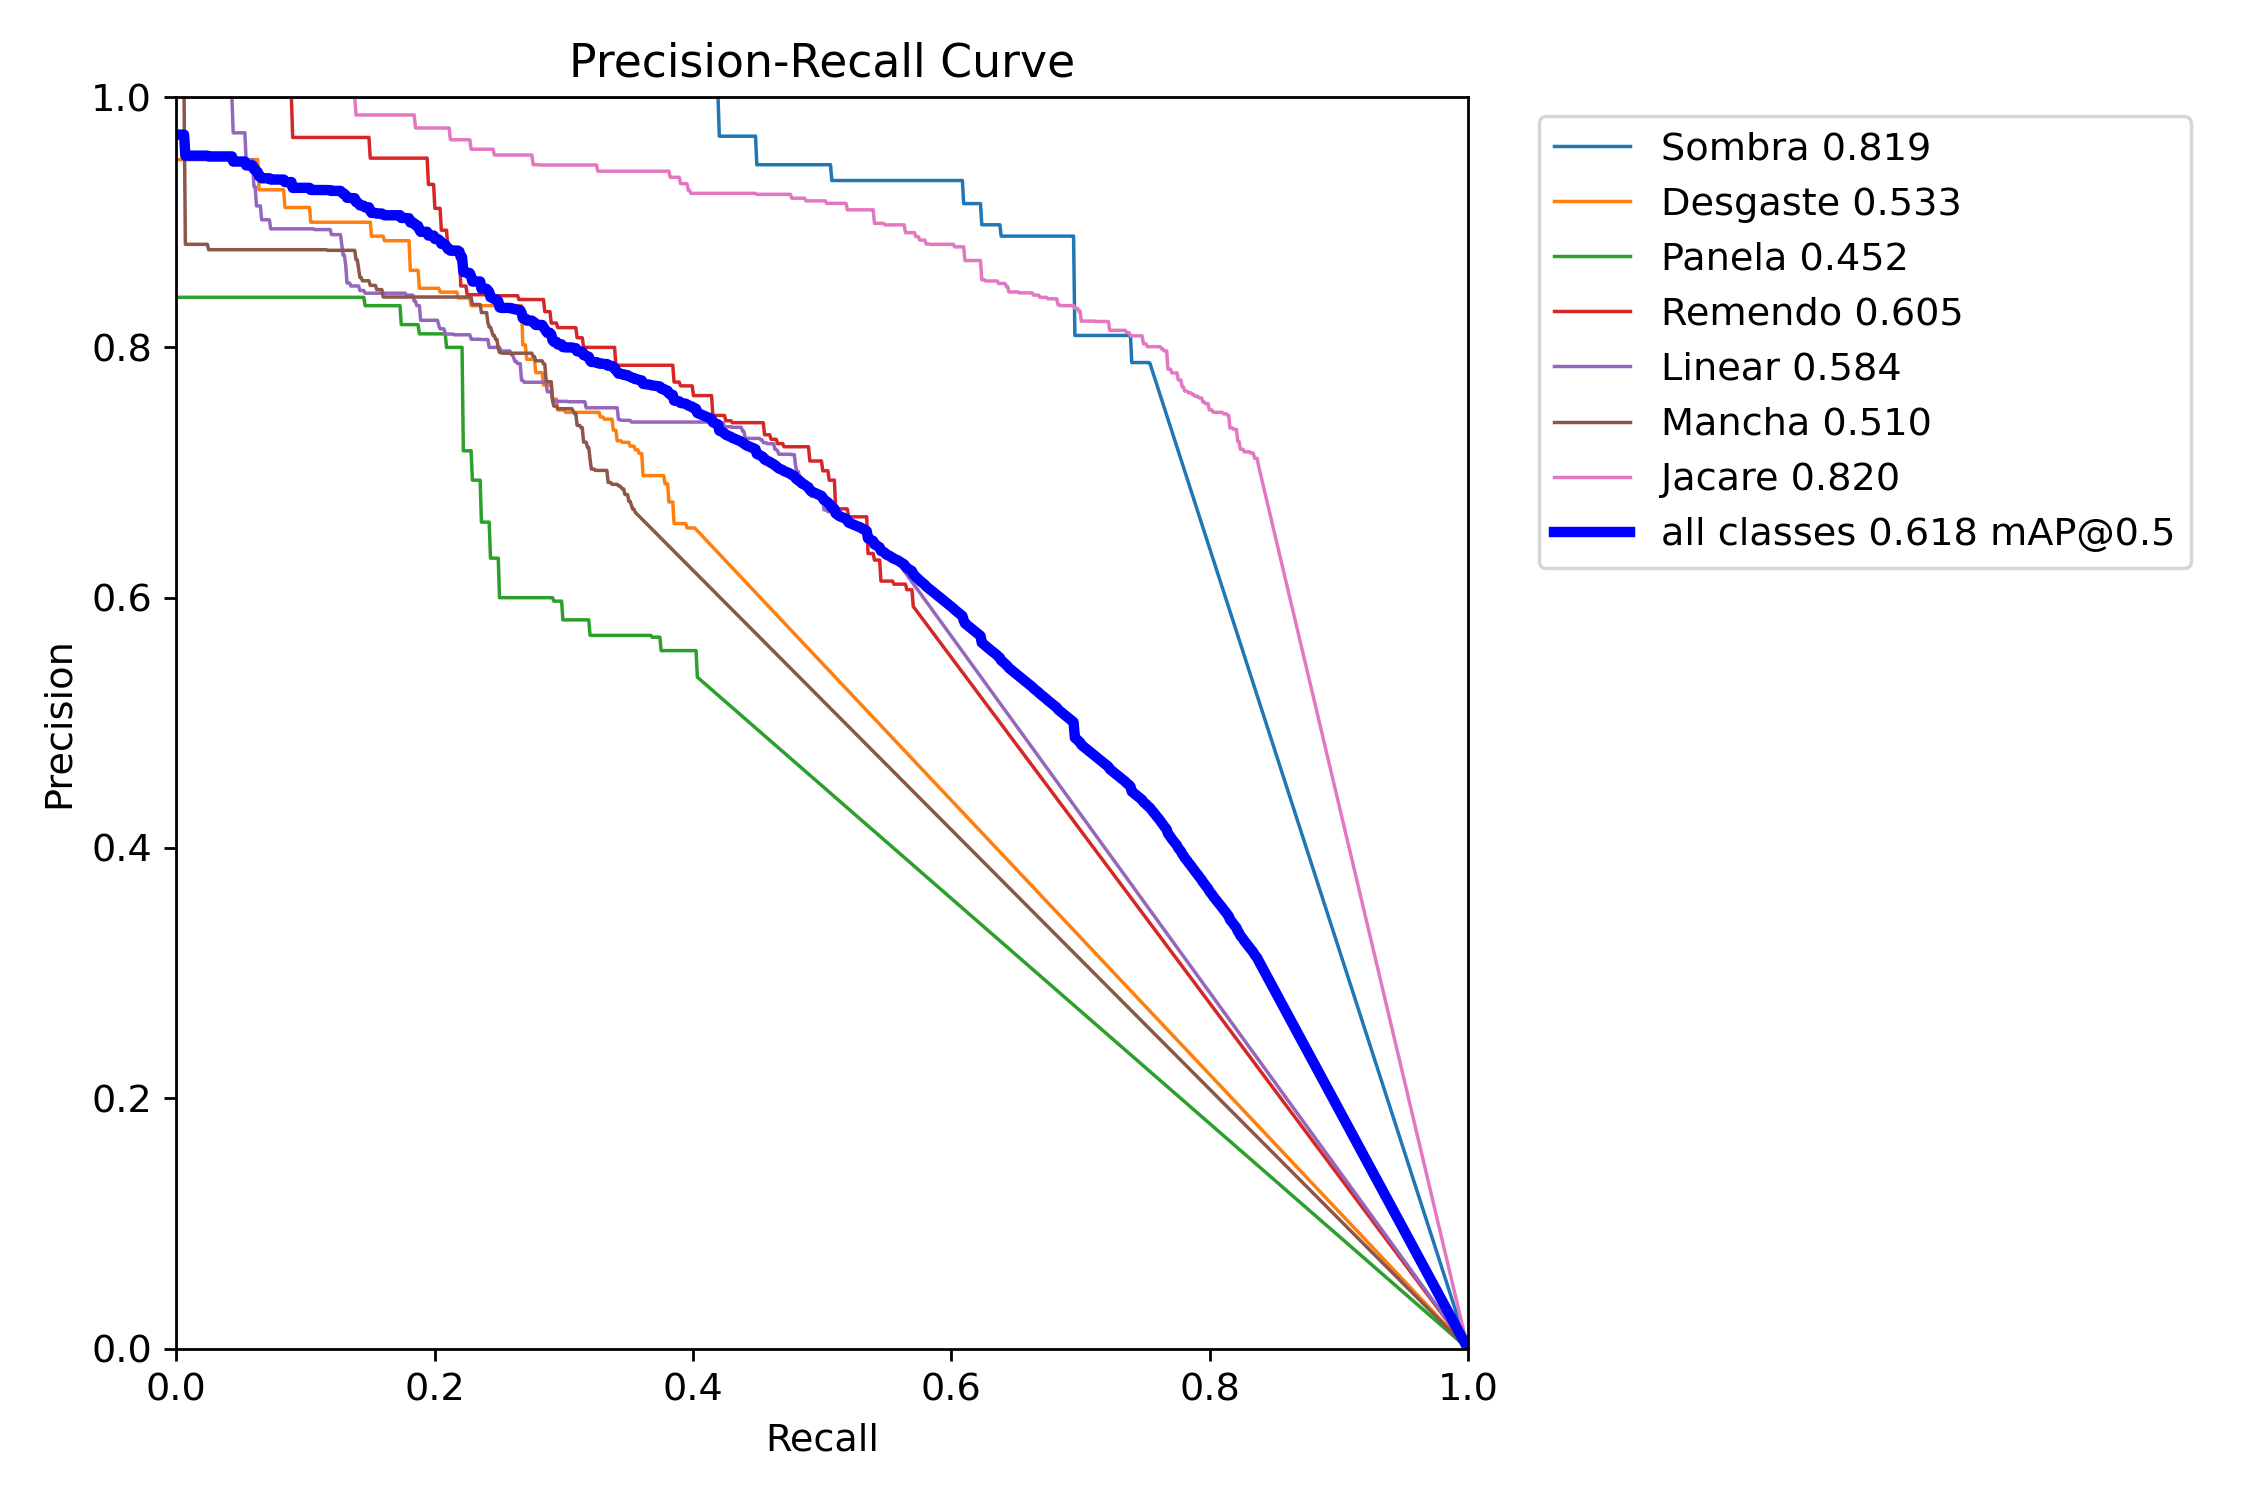 Precision-Recall Curve
1.0
0.8
0.6
0.4
0.2
0.0
Precision
0.0 0.2 0.4 0.6 0.8 1.0
Recall
Sombra 0.819
Desgaste 0.533
Panela 0.452
Remendo 0.605
Linear 0.584
Mancha 0.510
Jacare 0.820
all classes 0.618 mAP@0.5